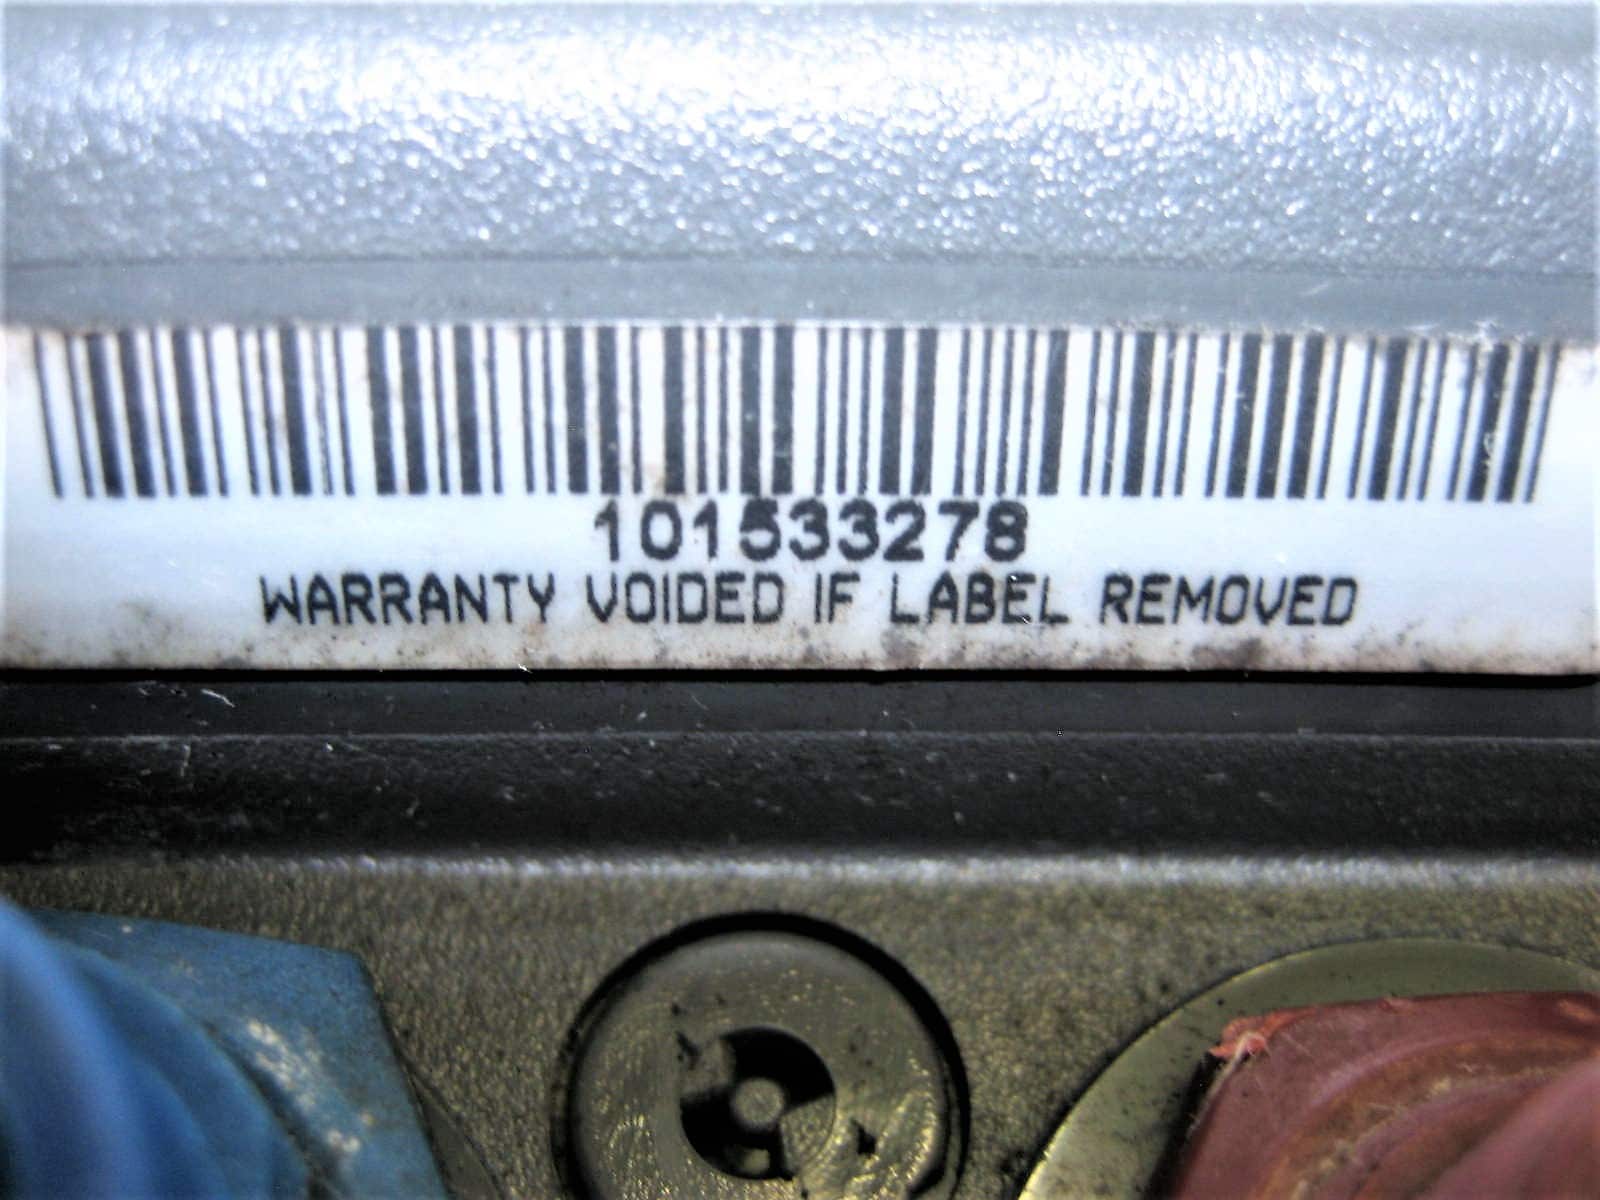 101533278
WARRANTY VOIDED IF LABEL REMOVED